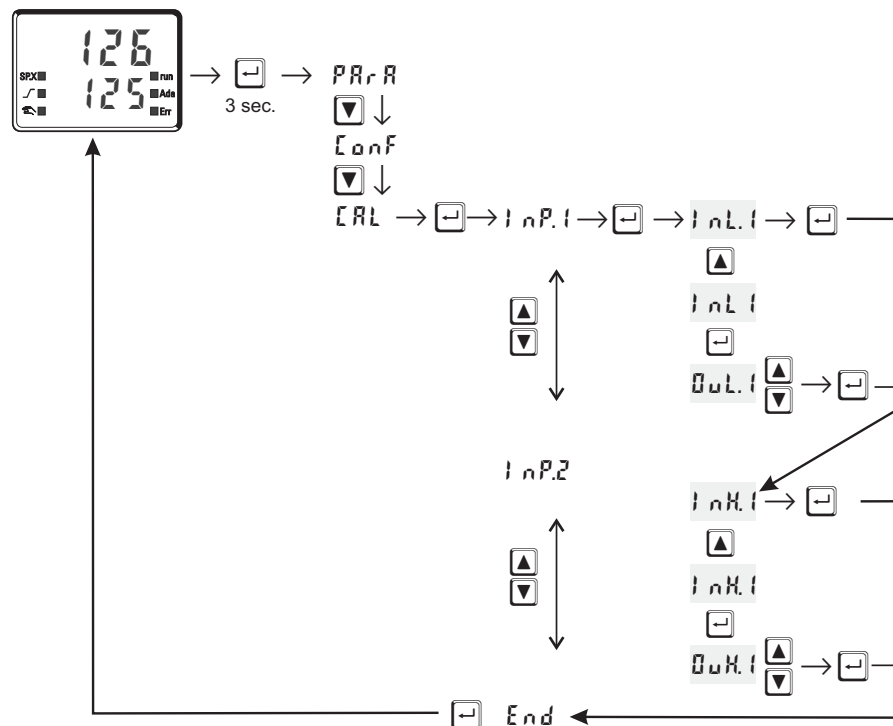 126
SP.X run
125
Ada
Err
3 sec.
PArA
ConF
CAL
InP.1
InL.1
InL1
OuL.1
InP.2
InH.1
InH.1
OuH.1
End